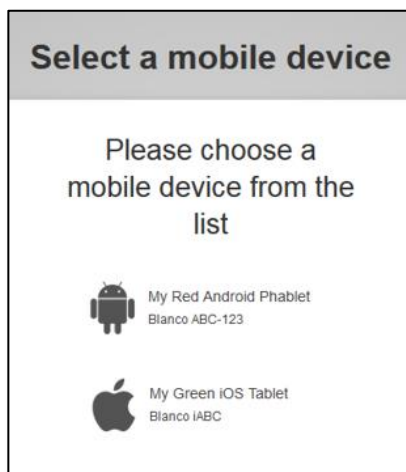 Select a mobile device
Please choose a
mobile device from the
list
My Red Android Phablet
Blanco ABC-123
My Green iOS Tablet
Blanco iABC